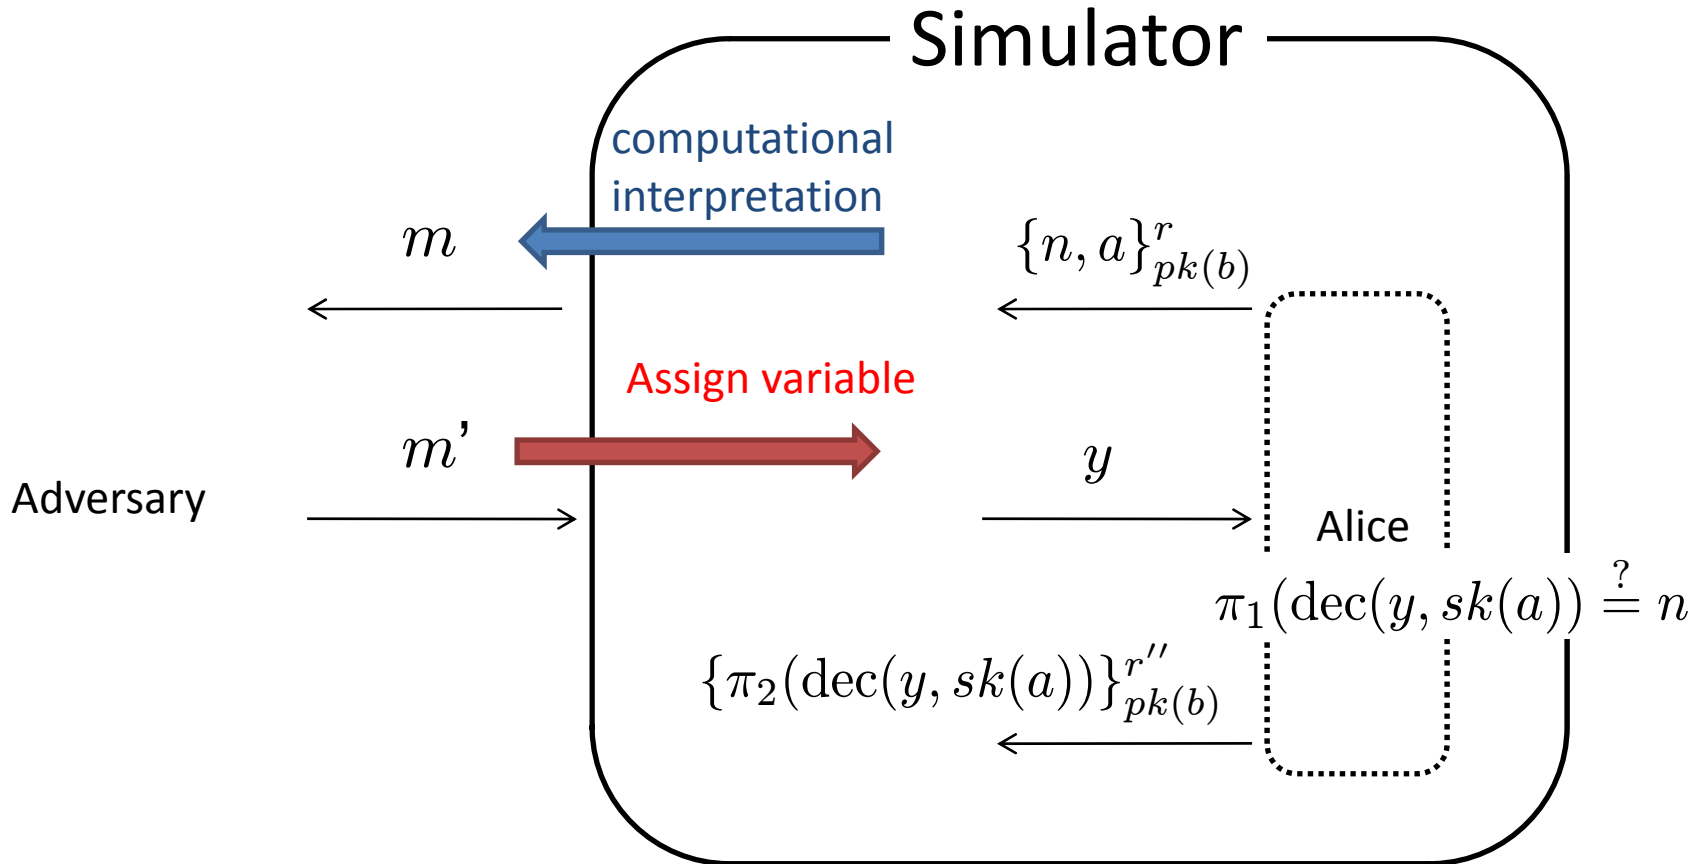 Simulator
computational
interpretation
m
{n, a}^r_{pk(b)}
Assign variable
m’
y
Adversary
Alice
π₁(dec(y, sk(a)) ≟ n
{π₂(dec(y, sk(a))}^{r''}_{pk(b)}